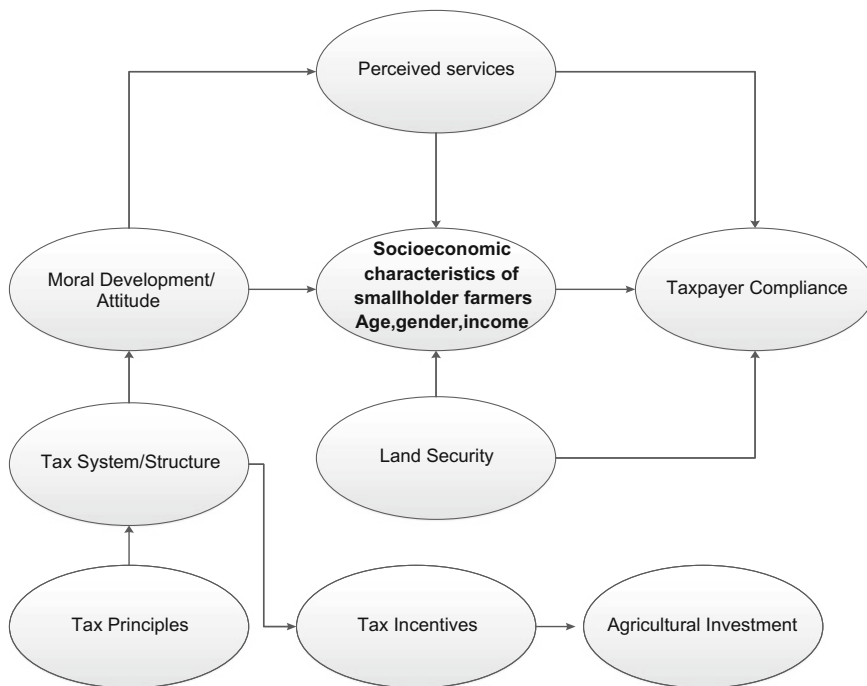 Perceived services
Moral Development/
Attitude
Socioeconomic
characteristics of
smallholder farmers
Age,gender,income
Taxpayer Compliance
Tax System/Structure
Land Security
Tax Principles
Tax Incentives
Agricultural Investment